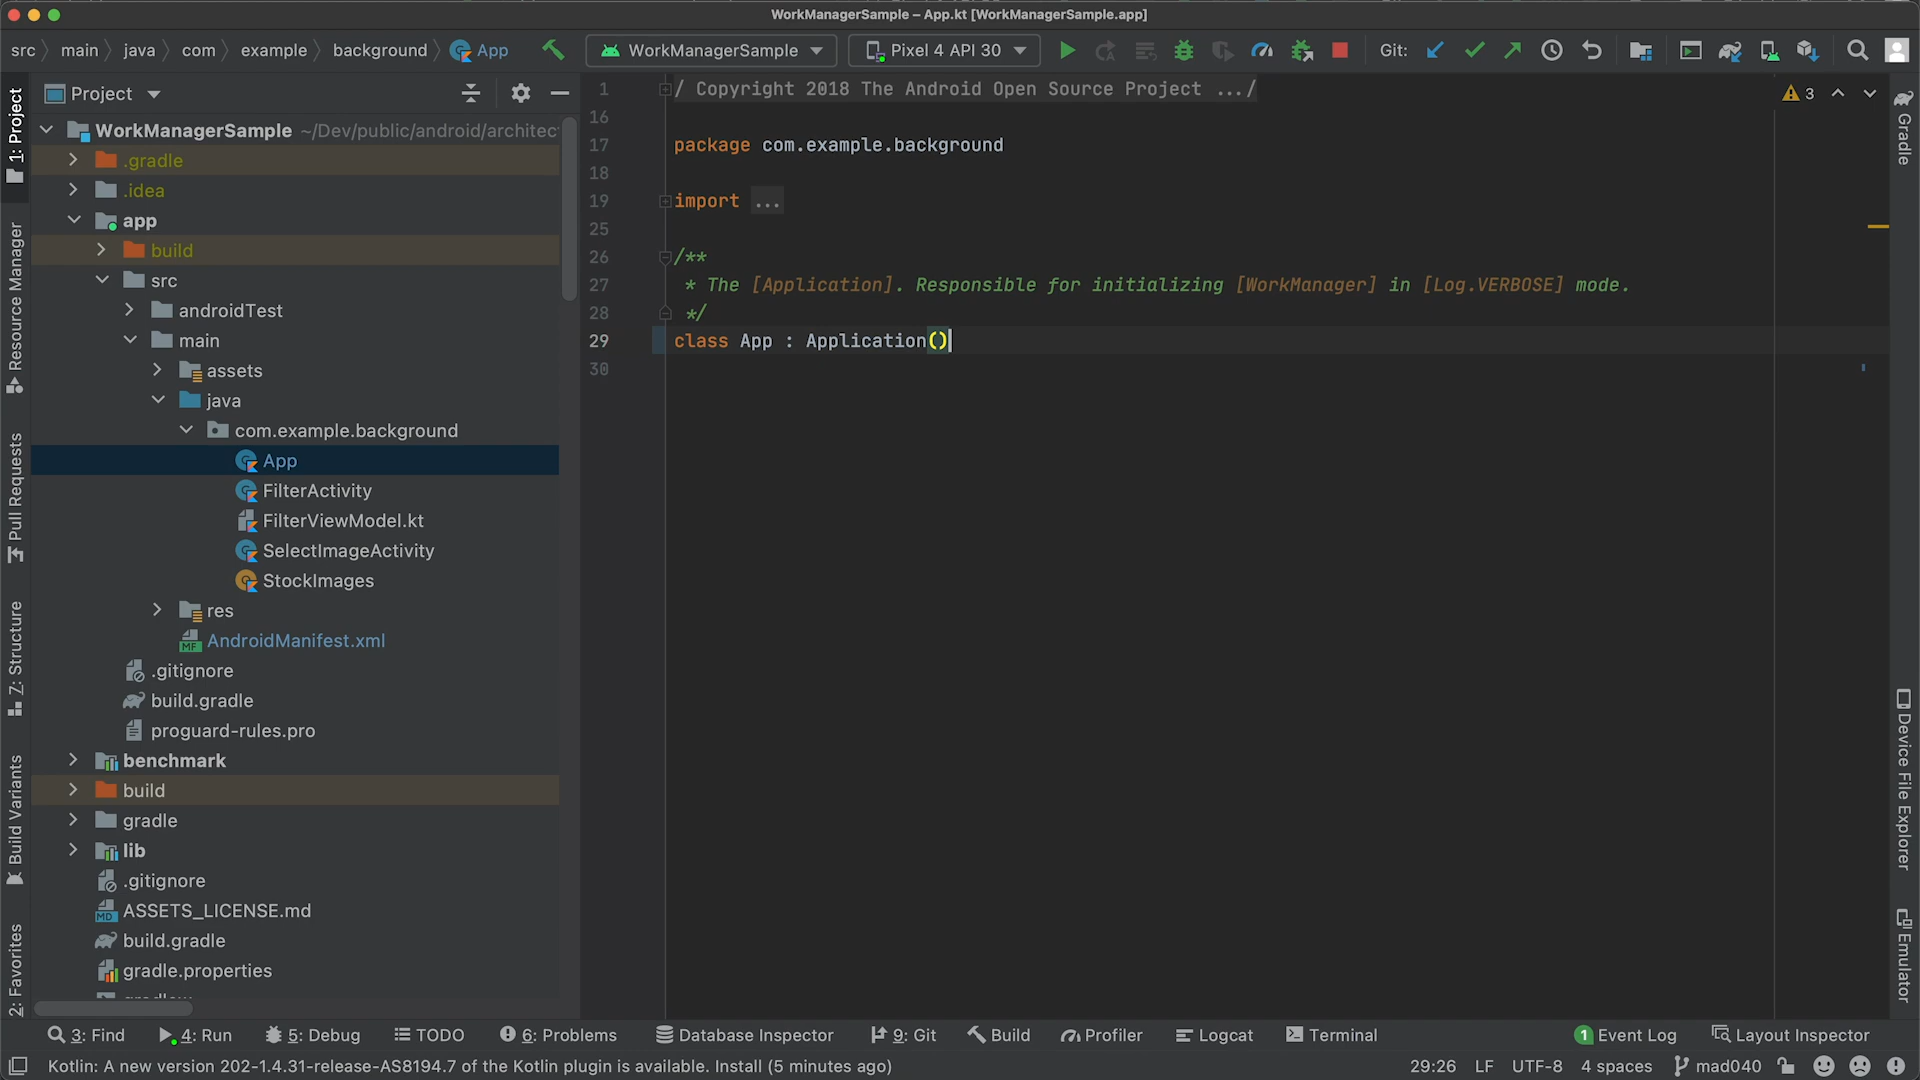 WorkManagerSample – App.kt [WorkManagerSample.app]
src main java com example background App WorkManagerSample Pixel 4 API 30 Git:
1: Project
Resource Manager
Pull Requests
7: Structure
Build Variants
2: Favorites
Project
WorkManagerSample ~/Dev/public/android/architec
.gradle
.idea
app
build
src
androidTest
main
assets
java
com.example.background
App
FilterActivity
FilterViewModel.kt
SelectImageActivity
StockImages
res
AndroidManifest.xml
.gitignore
build.gradle
proguard-rules.pro
benchmark
build
gradle
lib
.gitignore
ASSETS_LICENSE.md
build.gradle
gradle.properties
1 / Copyright 2018 The Android Open Source Project .../
16
17 package com.example.background
18
19 import ...
25
26 /**
27 * The [Application]. Responsible for initializing [WorkManager] in [Log.VERBOSE] mode.
28 */
29 class App : Application()
30
3
Gradle
Device File Explorer
Emulator
3: Find 4: Run 5: Debug TODO 6: Problems Database Inspector 9: Git Build Profiler Logcat Terminal 1 Event Log Layout Inspector
Kotlin: A new version 202-1.4.31-release-AS8194.7 of the Kotlin plugin is available. Install (5 minutes ago) 29:26 LF UTF-8 4 spaces mad040